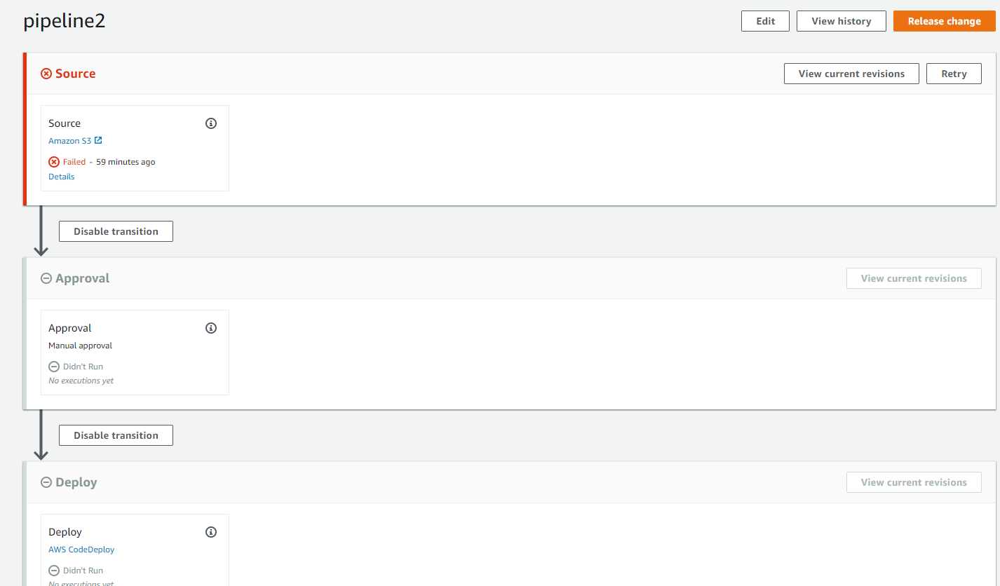 pipeline2
Edit
View history
Release change
Source
View current revisions
Retry
Source
Amazon S3
Failed - 59 minutes ago
Details
Disable transition
Approval
View current revisions
Approval
Manual approval
Didn't Run
No executions yet
Disable transition
Deploy
View current revisions
Deploy
AWS CodeDeploy
Didn't Run
No executions yet